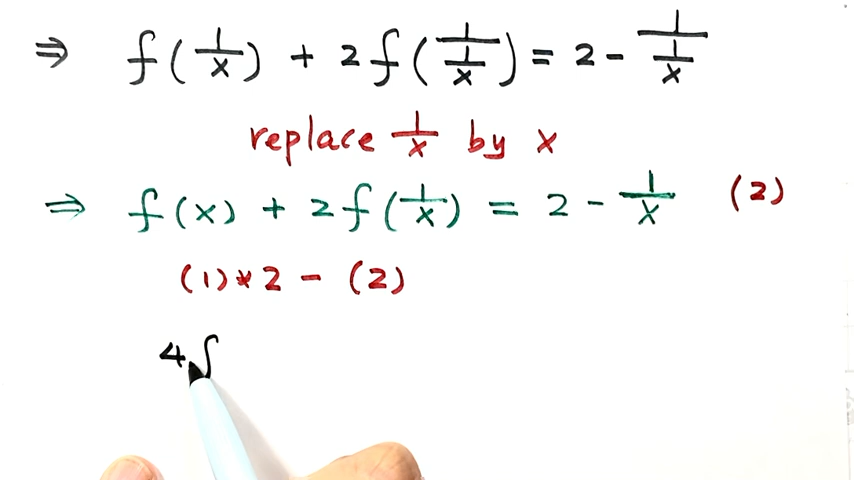 ⇒ f(1/x) + 2f(1/(1/x)) = 2 - 1/(1/x)
replace 1/x by x
⇒ f(x) + 2f(1/x) = 2 - 1/x (2)
(1)*2 - (2)
4f